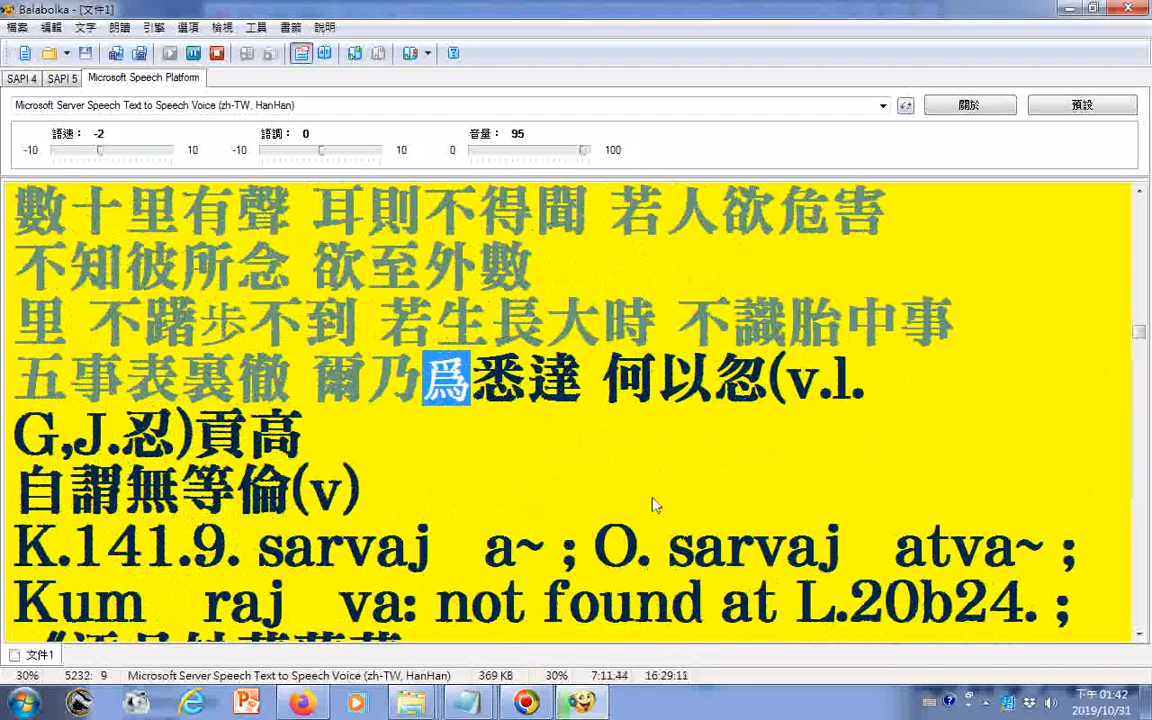 Balabolka - [文件1]
檔案 編輯 文字 朗讀 引擎 選項 檢視 工具 書籤 說明
SAPI 4 SAPI 5 Microsoft Speech Platform
Microsoft Server Speech Text to Speech Voice (zh-TW, HanHan)
關於 預設
語速： -2 語調： 0 音量： 95
-10 10 -10 10 0 100
數十里有聲 耳則不得聞 若人欲危害
不知彼所念 欲至外數
里 不躇步不到 若生長大時 不識胎中事
五事表裏徹 爾乃爲悉達 何以忽(v.l.
G,J.忍)貢高
自謂無等倫(v)
K.141.9. sarvaj a~ ; O. sarvaj atva~ ;
Kum raj va: not found at L.20b24. ;
文件1
30% 5232: 9 Microsoft Server Speech Text to Speech Voice (zh-TW, HanHan) 369 KB 30% 7:11:44 16:29:11
下午 01:42
2019/10/31